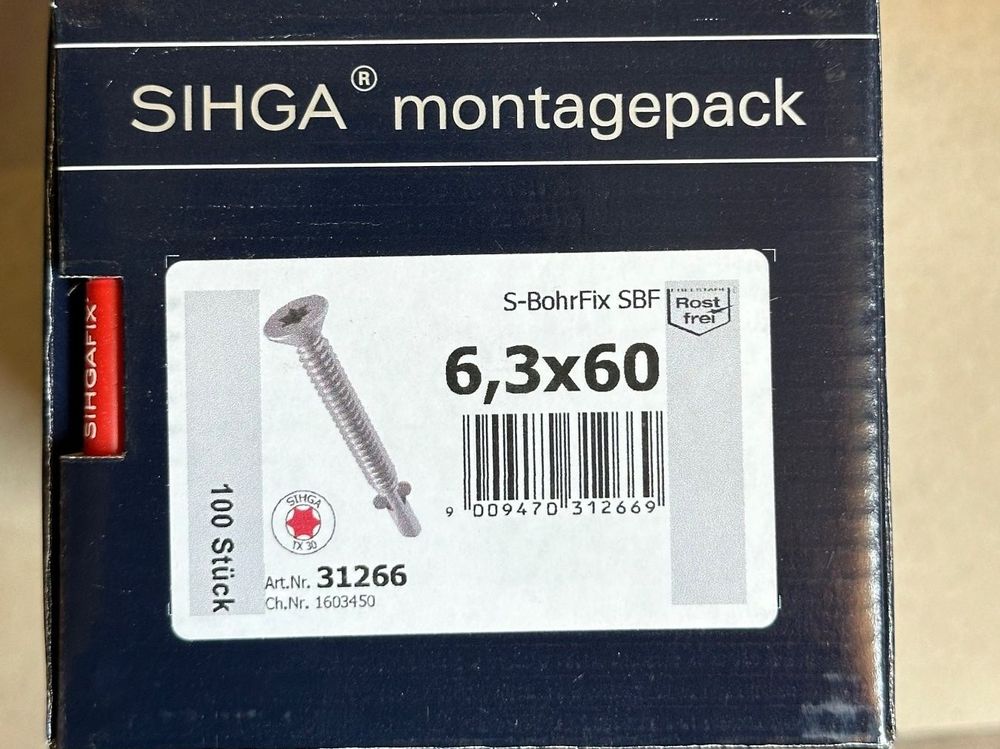 SIHGA® montagepack
SIHGAFIX
S-BohrFix SBF
EDELSTAHL
Rost
frei
6,3x60
9 009470 312669
100 Stück
SIHGA
TX 30
Art.Nr. 31266
Ch.Nr. 1603450